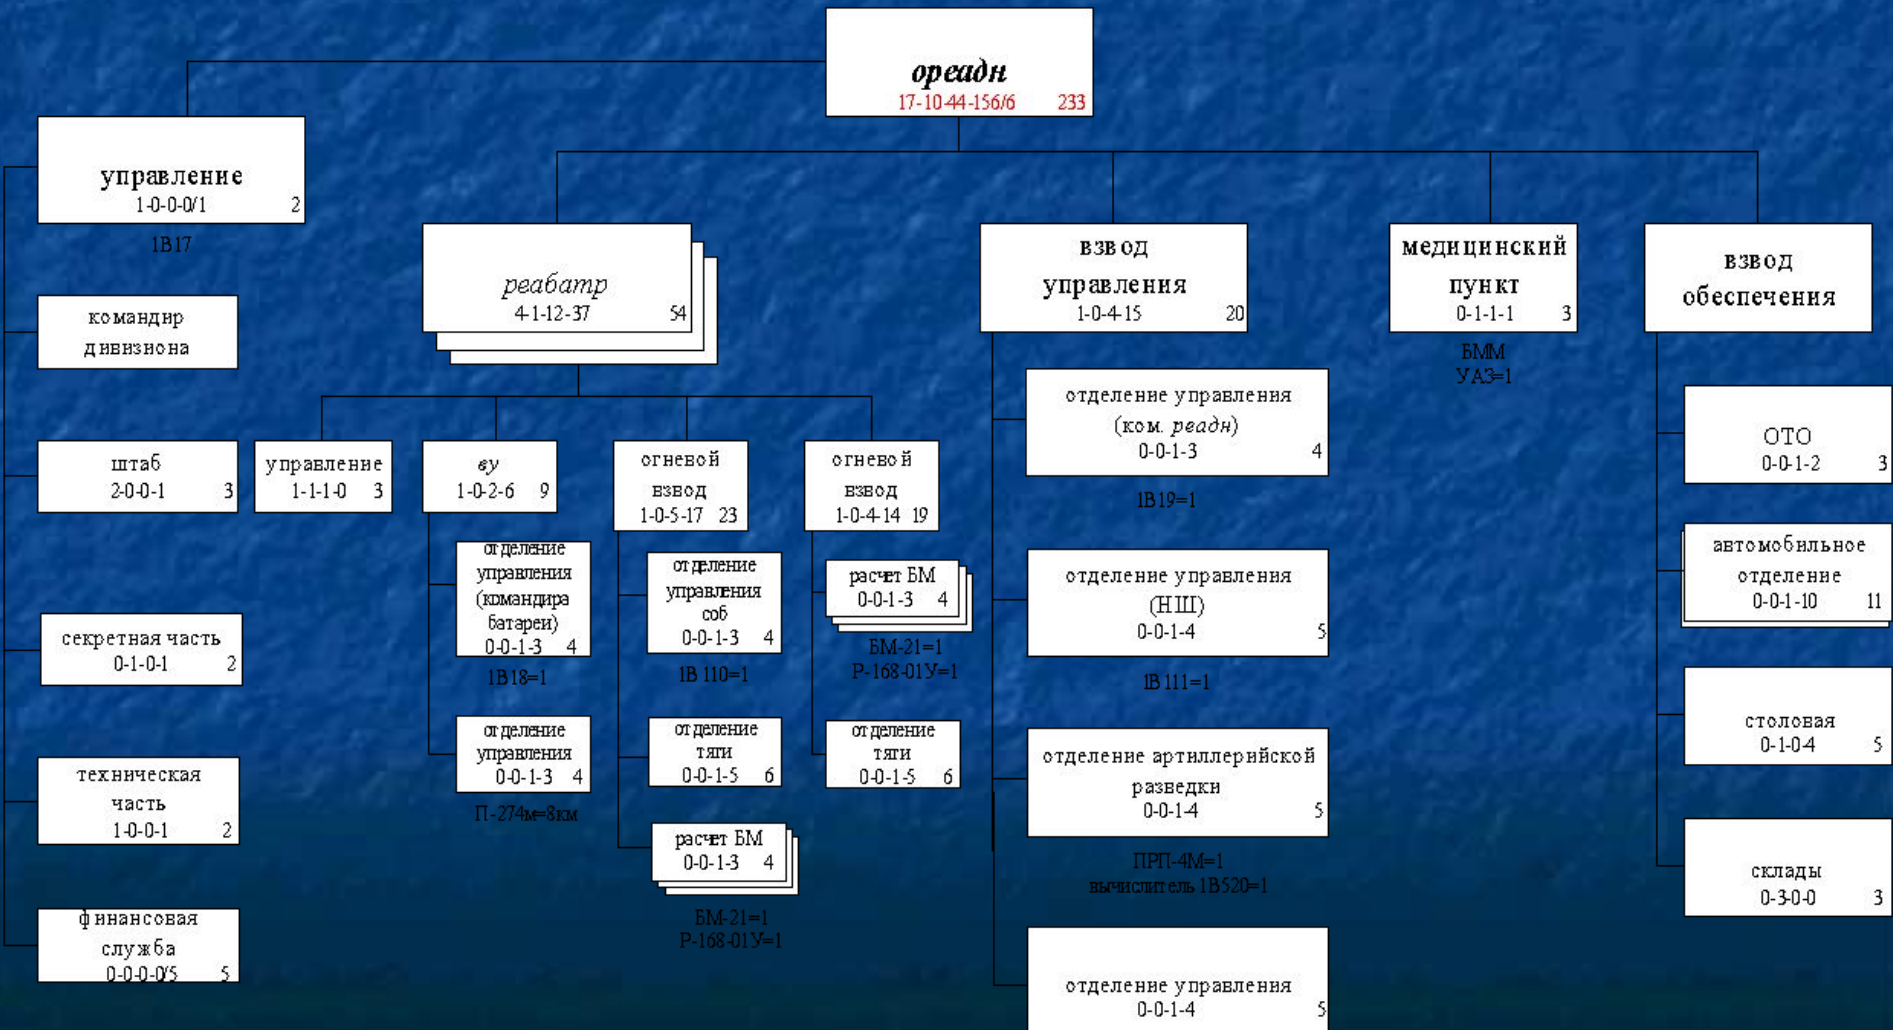 ореадн
17-10-44-156/6 233
управление
1-0-0-0/1 2
1В17
командир
дивизиона
штаб
2-0-0-1 3
секретная часть
0-1-0-1 2
техническая
часть
1-0-0-1 2
финансовая
служба
0-0-0-0/5 5
реабатр
4-1-12-37 54
управление
1-1-1-0 3
ву
1-0-2-6 9
отделение
управления
(командира
батареи)
0-0-1-3 4
1В18=1
отделение
управления
0-0-1-3 4
П-274м=8км
огневой
взвод
1-0-5-17 23
отделение
управления
соб
0-0-1-3 4
1В110=1
отделение
тяги
0-0-1-5 6
расчет БМ
0-0-1-3 4
БМ-21=1
Р-168-01У=1
огневой
взвод
1-0-4-14 19
расчет БМ
0-0-1-3 4
БМ-21=1
Р-168-01У=1
отделение
тяги
0-0-1-5 6
взвод
управления
1-0-4-15 20
отделение управления
(ком. реадн)
0-0-1-3 4
1В19=1
отделение управления
(НШ)
0-0-1-4 5
1В111=1
отделение артиллерийской
разведки
0-0-1-4 5
ПРП-4М=1
вычислитель 1В520=1
отделение управления
0-0-1-4 5
медицинский
пункт
0-1-1-1 3
БММ
УАЗ=1
взвод
обеспечения
ОТО
0-0-1-2 3
автомобильное
отделение
0-0-1-10 11
столовая
0-1-0-4 5
склады
0-3-0-0 3